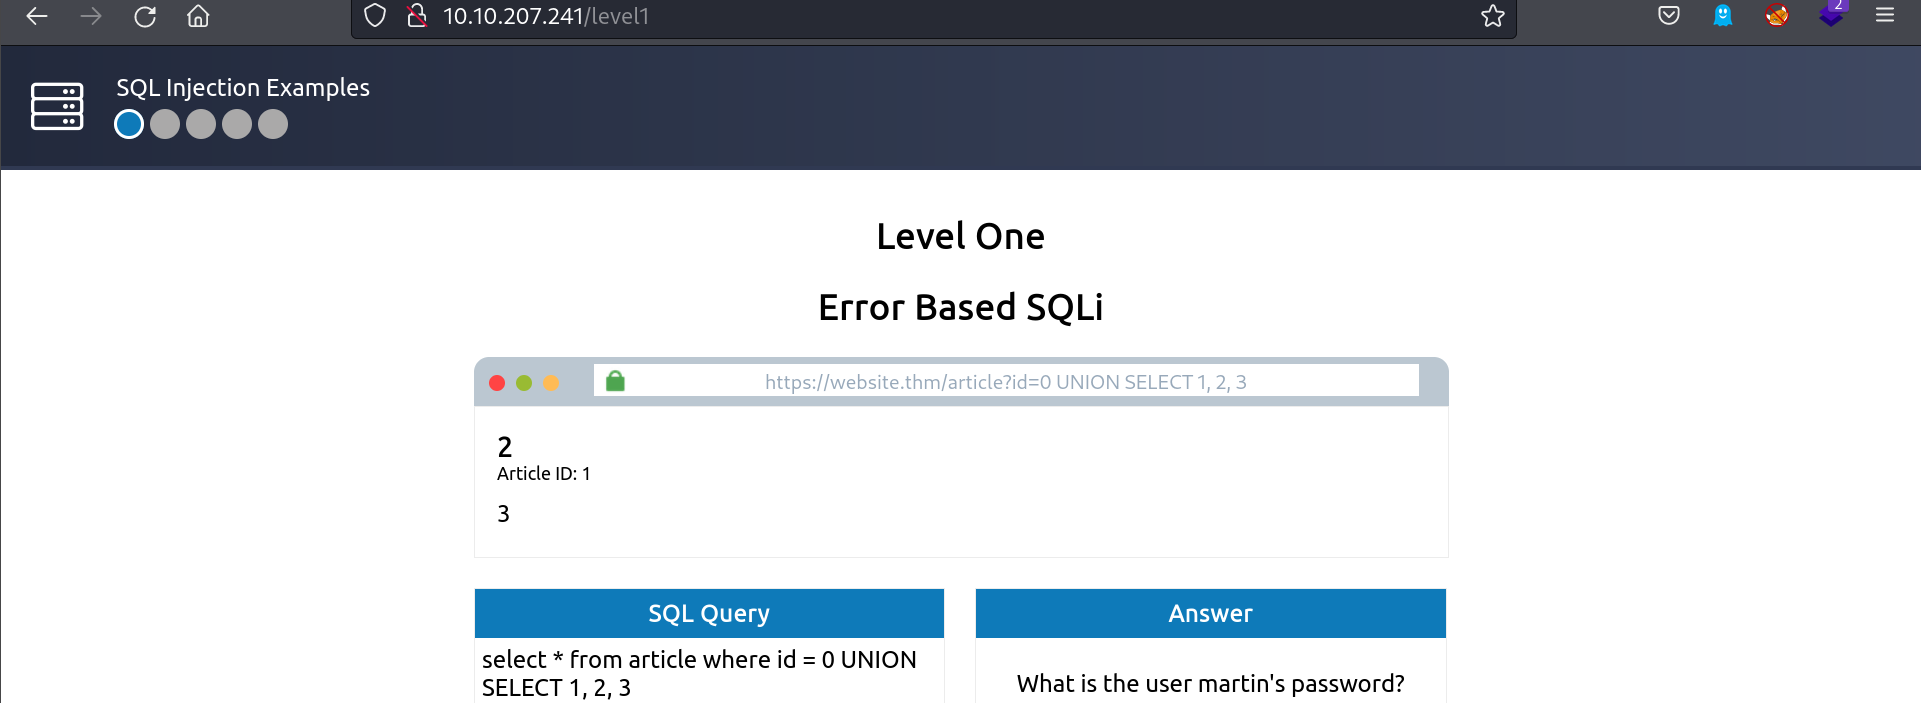 10.10.207.241/level1
2
SQL Injection Examples
Level One
Error Based SQLi
https://website.thm/article?id=0 UNION SELECT 1, 2, 3
2
Article ID: 1
3
SQL Query
select * from article where id = 0 UNION
SELECT 1, 2, 3
Answer
What is the user martin's password?